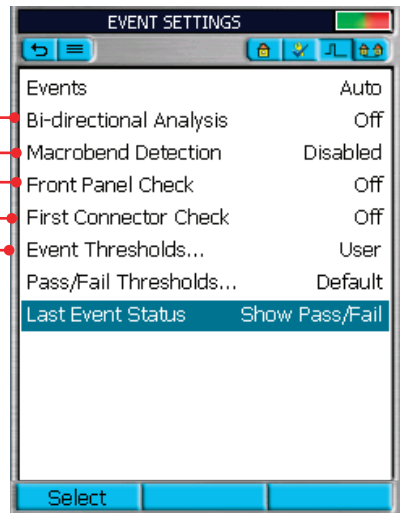 EVENT SETTINGS
Events Auto
Bi-directional Analysis Off
Macrobend Detection Disabled
Front Panel Check Off
First Connector Check Off
Event Thresholds... User
Pass/Fail Thresholds... Default
Last Event Status Show Pass/Fail
Select